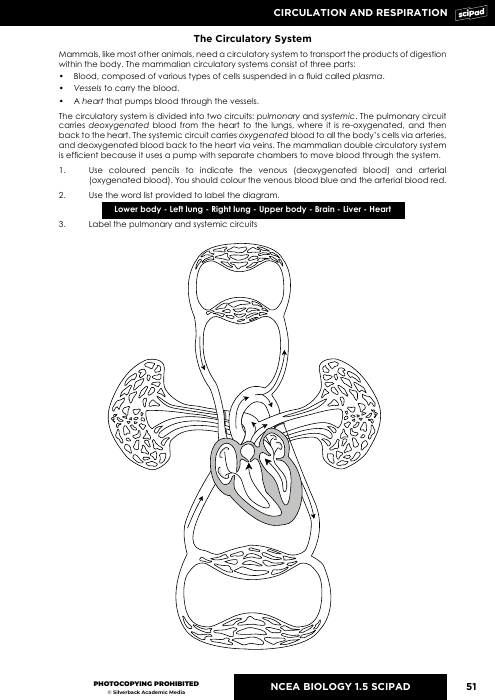 CIRCULATION AND RESPIRATION
scipad
The Circulatory System
Mammals, like most other animals, need a circulatory system to transport the products of digestion
within the body. The mammalian circulatory systems consist of three parts:
• Blood, composed of various types of cells suspended in a fluid called plasma.
• Vessels to carry the blood.
• A heart that pumps blood through the vessels.
The circulatory system is divided into two circuits: pulmonary and systemic. The pulmonary circuit
carries deoxygenated blood from the heart to the lungs, where it is re-oxygenated, and then
back to the heart. The systemic circuit carries oxygenated blood to all the body's cells via arteries,
and deoxygenated blood back to the heart via veins. The mammalian double circulatory system
is efficient because it uses a pump with separate chambers to move blood through the system.
1. Use coloured pencils to indicate the venous (deoxygenated blood) and arterial
(oxygenated blood). You should colour the venous blood blue and the arterial blood red.
2. Use the word list provided to label the diagram.
Lower body - Left lung - Right lung - Upper body - Brain - Liver - Heart
3. Label the pulmonary and systemic circuits
PHOTOCOPYING PROHIBITED
© Silverback Academic Media
NCEA BIOLOGY 1.5 SCIPAD
51